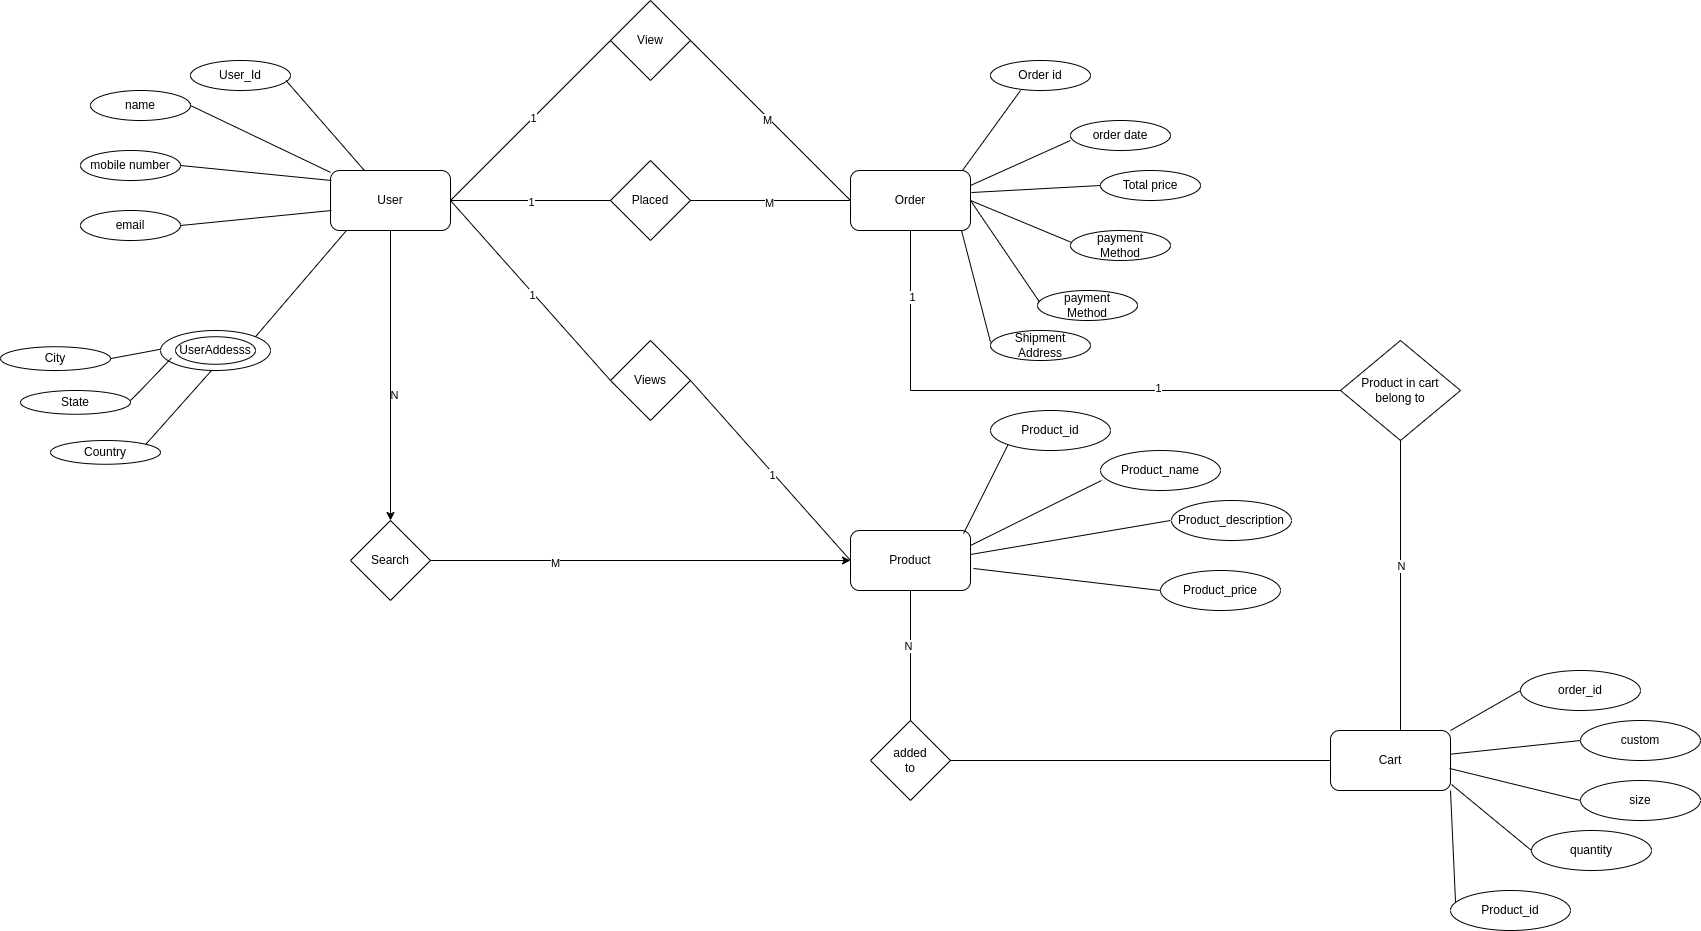 View
User_Id
Order id
name
1
M
order date
mobile number
Total price
User
1
Placed
M
Order
email
payment
Method
1
1
payment
Method
Shipment
Address
UserAddesss
City
Views
Product in cart
belong to
1
N
State
Product_id
Country
Product_name
1
Product_description
Search
M
Product
N
Product_price
N
order_id
custom
added
to
Cart
size
quantity
Product_id